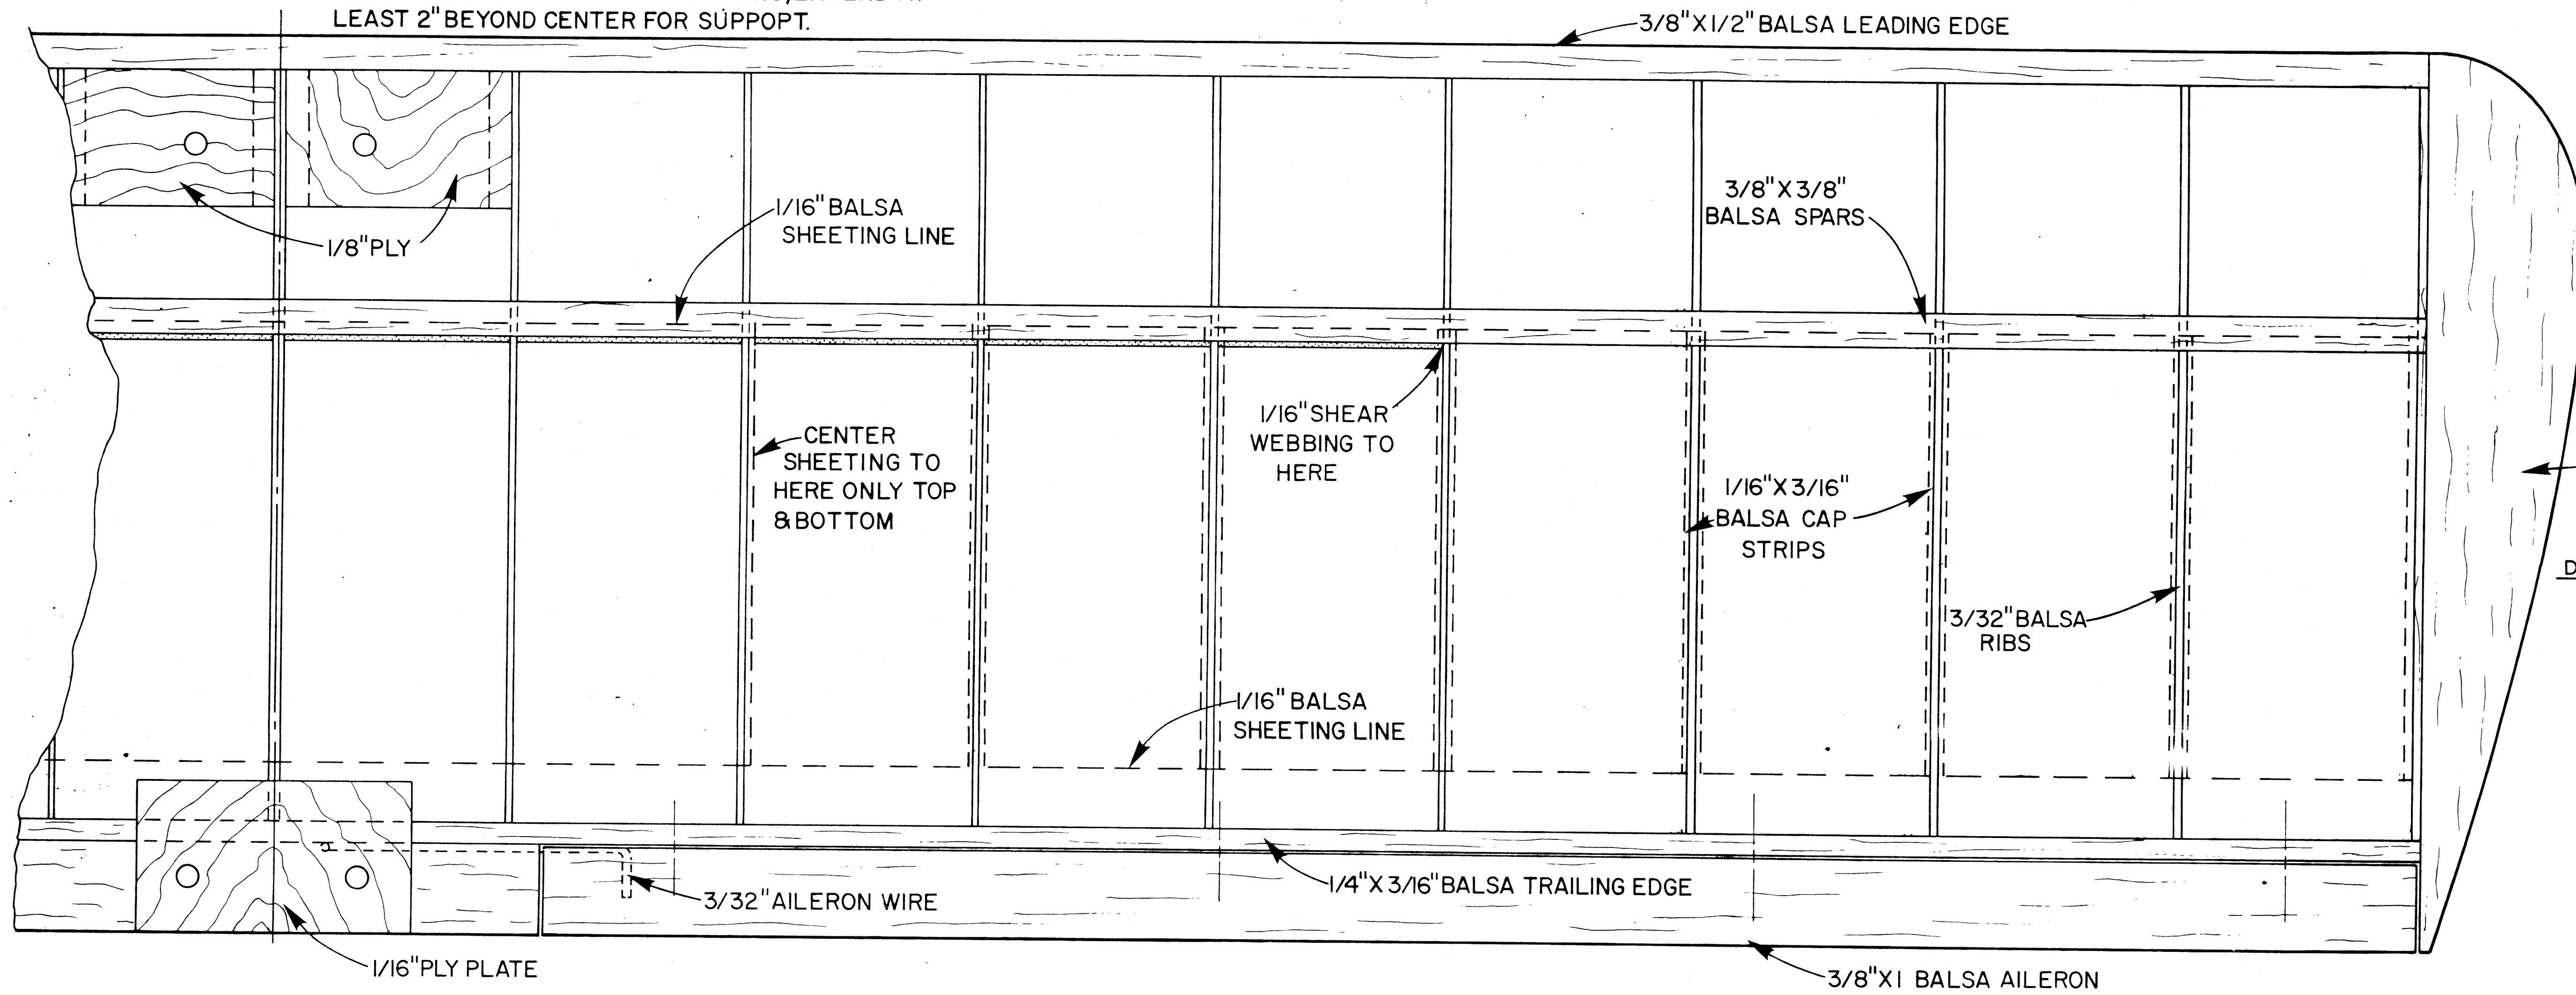 LEAST 2" BEYOND CENTER FOR SUPPOPT.
3/8"X1/2" BALSA LEADING EDGE
1/16" BALSA
SHEETING LINE
3/8"X3/8"
BALSA SPARS
1/8" PLY
CENTER
SHEETING TO
HERE ONLY TOP
& BOTTOM
1/16" SHEAR
WEBBING TO
HERE
1/16"X3/16"
BALSA CAP
STRIPS
3/32" BALSA
RIBS
1/16" BALSA
SHEETING LINE
3/32" AILERON WIRE
1/4"X3/16" BALSA TRAILING EDGE
1/16" PLY PLATE
3/8"X1 BALSA AILERON